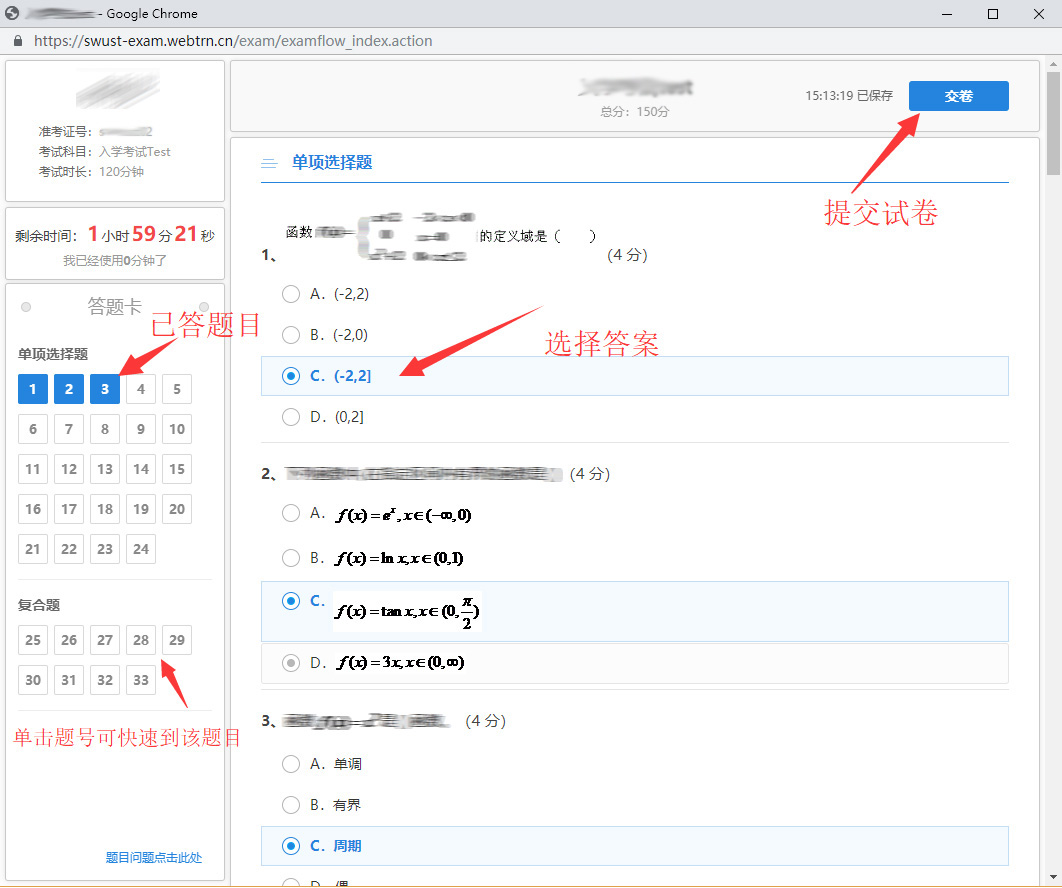 - Google Chrome
https://swust-exam.webtrn.cn/exam/examflow_index.action
准考证号：
考试科目：入学考试Test
考试时长：120分钟
剩余时间：1小时59分21秒
我已经使用0分钟了
答题卡
已答题目
单项选择题
1 2 3 4 5
6 7 8 9 10
11 12 13 14 15
16 17 18 19 20
21 22 23 24
复合题
25 26 27 28 29
30 31 32 33
单击题号可快速到该题目
题目问题点击此处
总分：150分
15:13:19 已保存
交卷
提交试卷
单项选择题
1、函数 的定义域是（ ） (4 分)
A. (-2,2)
B. (-2,0)
C. (-2,2]
选择答案
D. (0,2]
2、 (4 分)
A. f(x)=eˣ,x∈(−∞,0)
B. f(x)=ln x,x∈(0,1)
C. f(x)=tan x,x∈(0,π/2)
D. f(x)=3x,x∈(0,∞)
3、 (4 分)
A. 单调
B. 有界
C. 周期